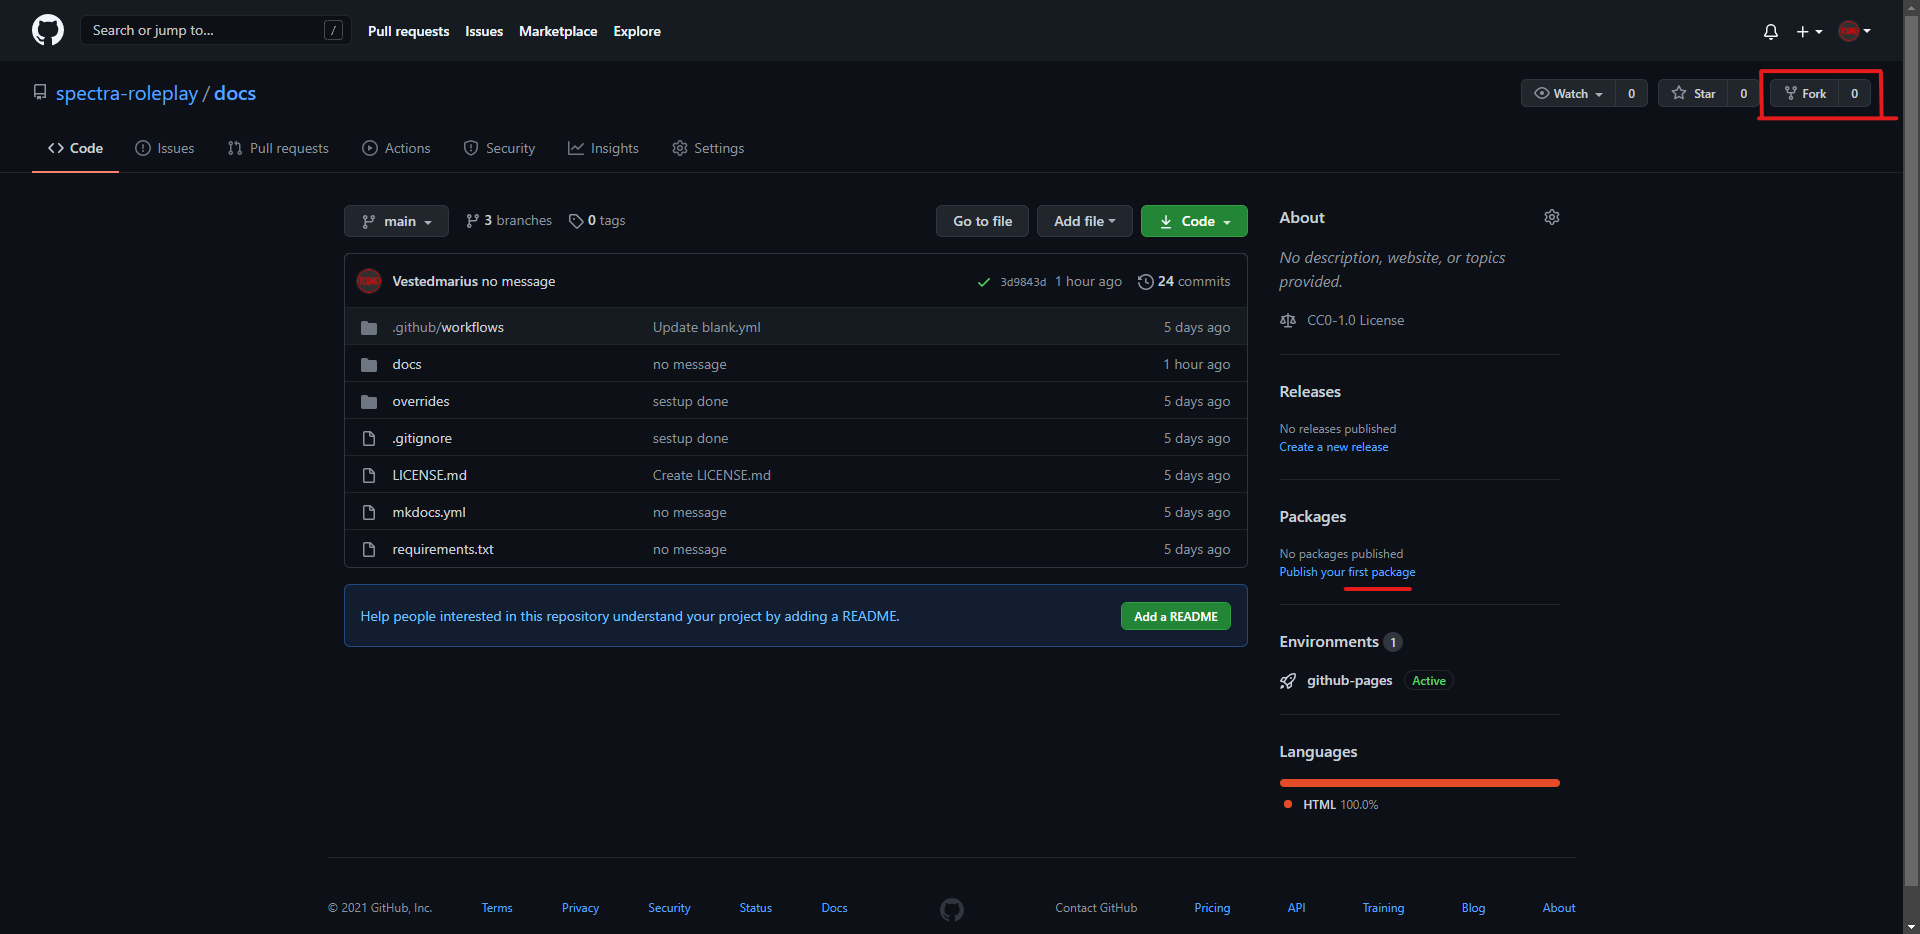 Search or jump to... /
Pull requests Issues Marketplace Explore
spectra-roleplay / docs
Watch 0 Star 0 Fork 0
Code Issues Pull requests Actions Security Insights Settings
main 3 branches 0 tags Go to file Add file Code
Vestedmarius no message 3d9843d 1 hour ago 24 commits
.github/workflows Update blank.yml 5 days ago
docs no message 1 hour ago
overrides sestup done 5 days ago
.gitignore sestup done 5 days ago
LICENSE.md Create LICENSE.md 5 days ago
mkdocs.yml no message 5 days ago
requirements.txt no message 5 days ago
Help people interested in this repository understand your project by adding a README. Add a README
About
No description, website, or topics
provided.
CC0-1.0 License
Releases
No releases published
Create a new release
Packages
No packages published
Publish your first package
Environments 1
github-pages Active
Languages
HTML 100.0%
© 2021 GitHub, Inc. Terms Privacy Security Status Docs Contact GitHub Pricing API Training Blog About